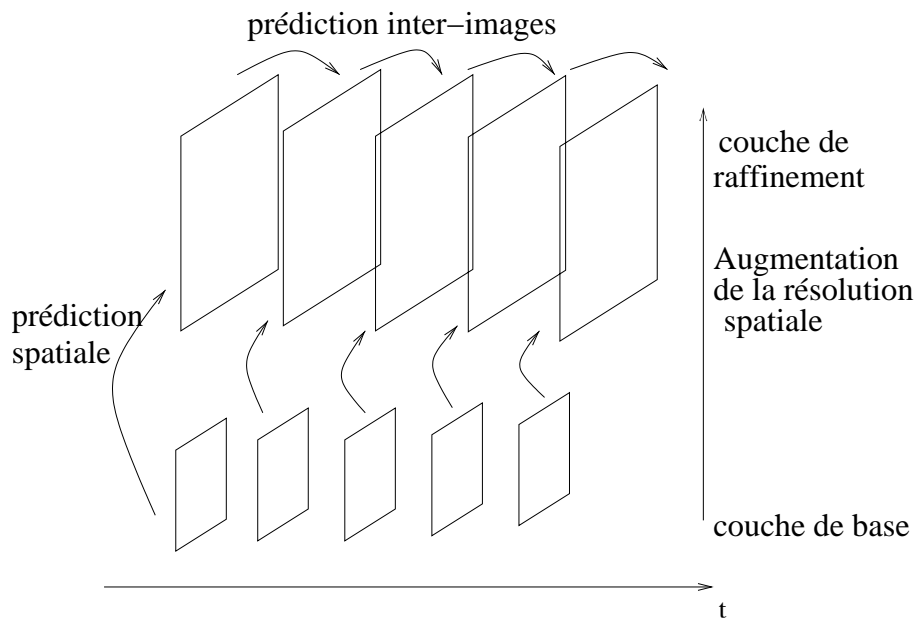 prédiction inter−images
couche de
raffinement
Augmentation
de la résolution
spatiale
prédiction
spatiale
couche de base
t